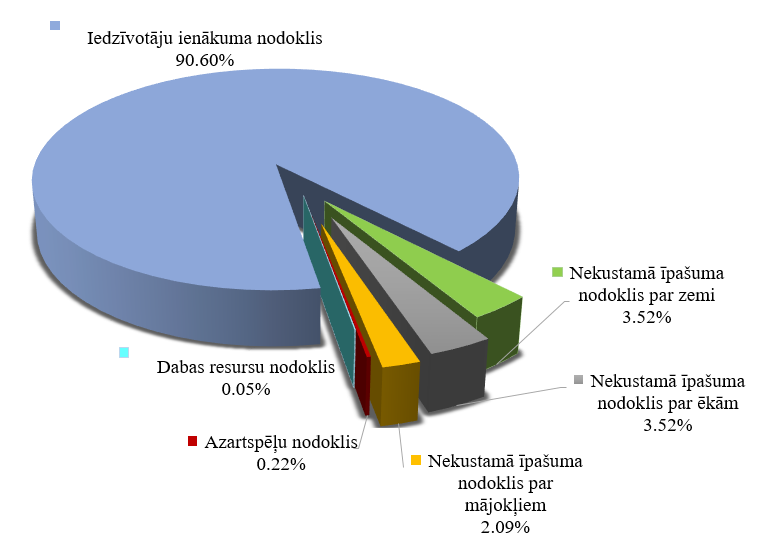 Iedzīvotāju ienākuma nodoklis
90.60%
Nekustamā īpašuma
nodoklis par zemi
3.52%
Nekustamā īpašuma
nodoklis par ēkām
3.52%
Nekustamā īpašuma
nodoklis par
mājokļiem
2.09%
Azartspēļu nodoklis
0.22%
Dabas resursu nodoklis
0.05%